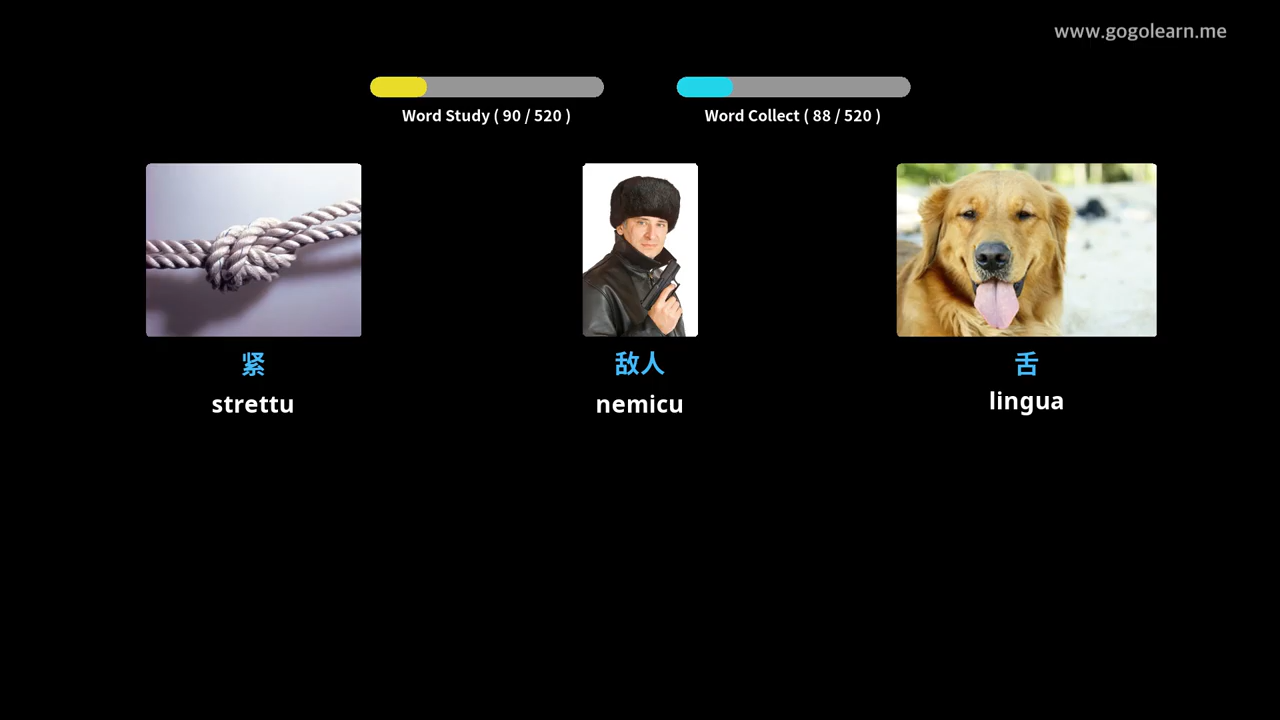 www.gogolearn.me
Word Study ( 90 / 520 )
Word Collect ( 88 / 520 )
紧
strettu
敌人
nemicu
舌
lingua